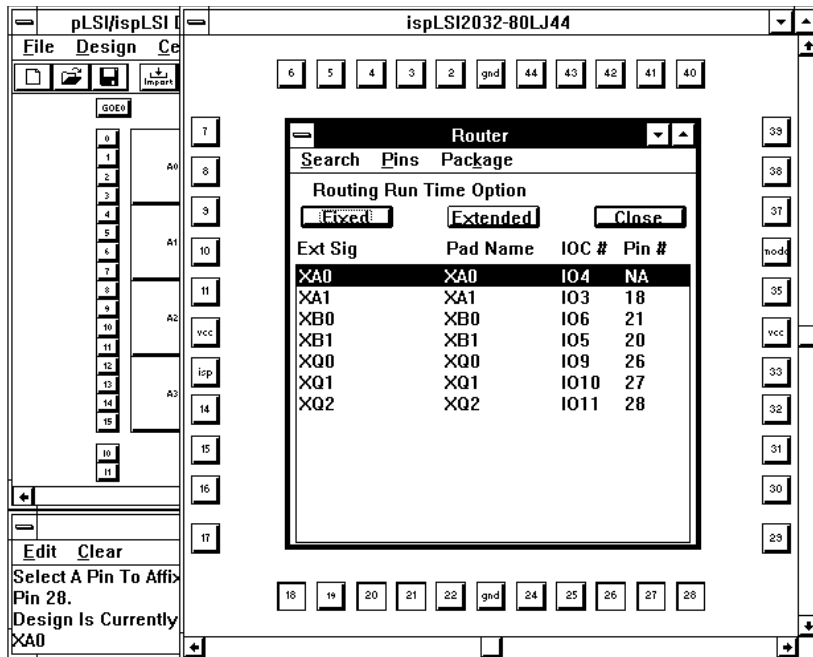 pLSI/ispLSI D
ispLSI2032-80LJ44
File Design Ce
Import
GOE0
0
1
2
3
4
5
6
7
8
9
10
11
12
13
14
15
I0
I1
A0
A1
A2
A3
6 5 4 3 2 gnd 44 43 42 41 40
7
8
9
10
11
vcc
isp
14
15
16
17
Router
Search Pins Package
Routing Run Time Option
Fixed Extended Close
Ext Sig Pad Name IOC # Pin #
XA0 XA0 IO4 NA
XA1 XA1 IO3 18
XB0 XB0 IO6 21
XB1 XB1 IO5 20
XQ0 XQ0 IO9 26
XQ1 XQ1 IO10 27
XQ2 XQ2 IO11 28
39
38
37
mode
35
vcc
33
32
31
30
29
18 19 20 21 22 gnd 24 25 26 27 28
Edit Clear
Select A Pin To Affix
Pin 28.
Design Is Currently
XA0